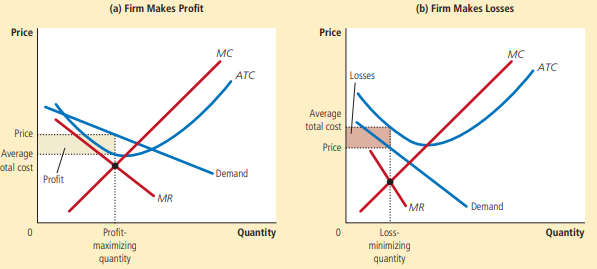 (a) Firm Makes Profit
Price
MC
ATC
Price
Average
otal cost
Profit
Demand
MR
0
Profit-
maximizing
quantity
Quantity
(b) Firm Makes Losses
Price
MC
ATC
Losses
Average
total cost
Price
MR
Demand
0
Loss-
minimizing
quantity
Quantity